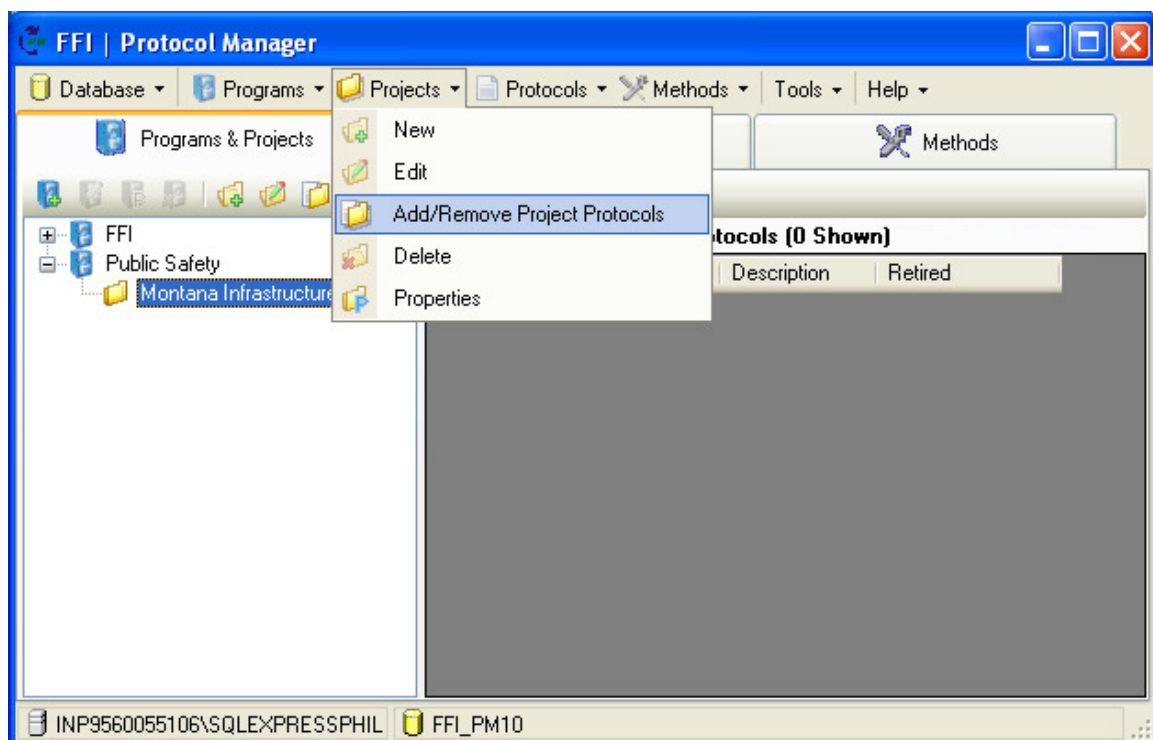 FFI | Protocol Manager
Database Programs Projects Protocols Methods Tools Help
Programs & Projects Methods
New
Edit
Add/Remove Project Protocols
Delete
Properties
FFI
Public Safety
Montana Infrastructure
tocols (0 Shown)
Description Retired
INP9560055106\SQLEXPRESSPHIL FFI_PM10